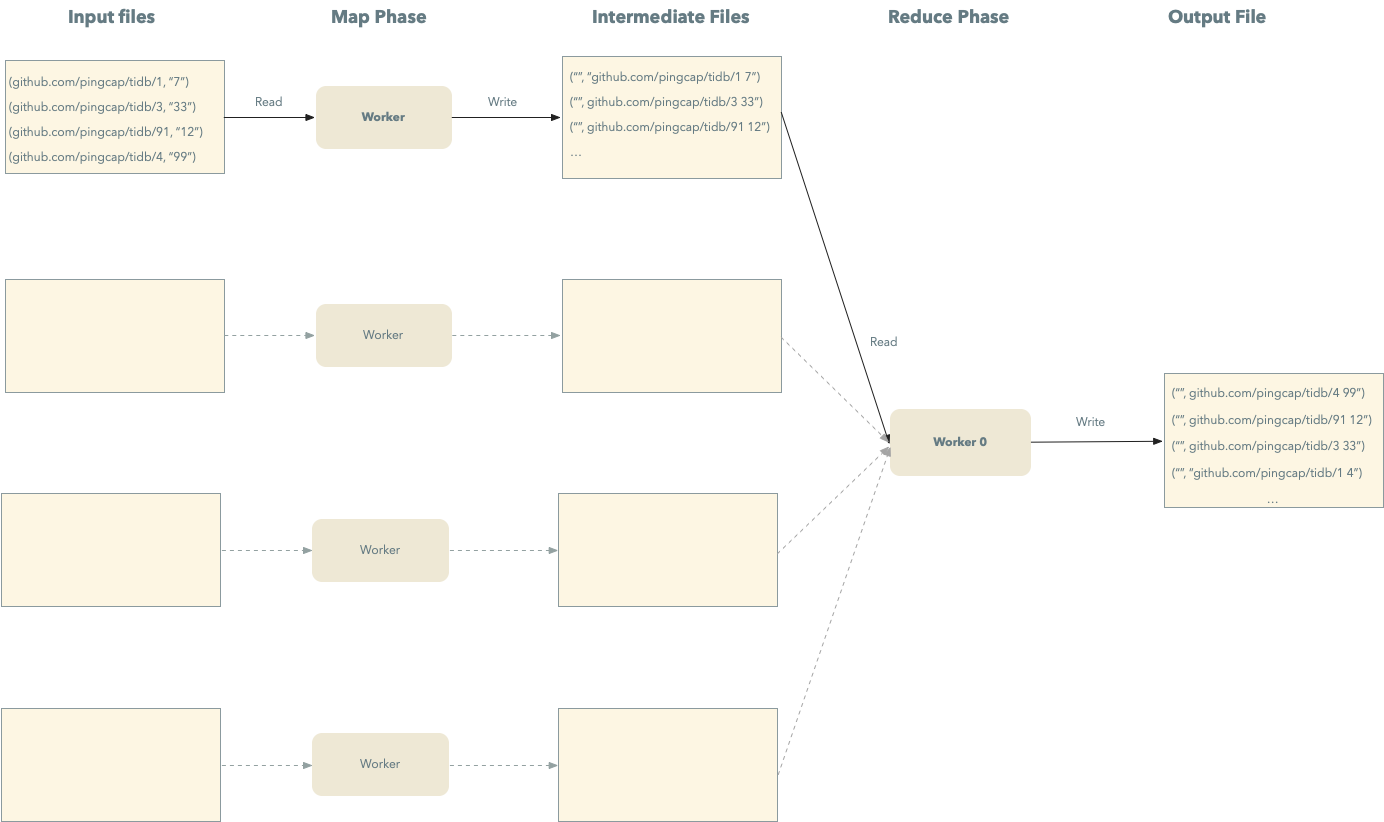 Input files
Map Phase
Intermediate Files
Reduce Phase
Output File
(github.com/pingcap/tidb/1, “7”)
(github.com/pingcap/tidb/3, “33”)
(github.com/pingcap/tidb/91, “12”)
(github.com/pingcap/tidb/4, “99”)
Read
Worker
Write
(“”, “github.com/pingcap/tidb/1 7”)
(“”, github.com/pingcap/tidb/3 33”)
(“”, github.com/pingcap/tidb/91 12”)
…
Worker
Read
Worker 0
Write
(“”, github.com/pingcap/tidb/4 99”)
(“”, github.com/pingcap/tidb/91 12”)
(“”, github.com/pingcap/tidb/3 33”)
(“”, “github.com/pingcap/tidb/1 4”)
…
Worker
Worker